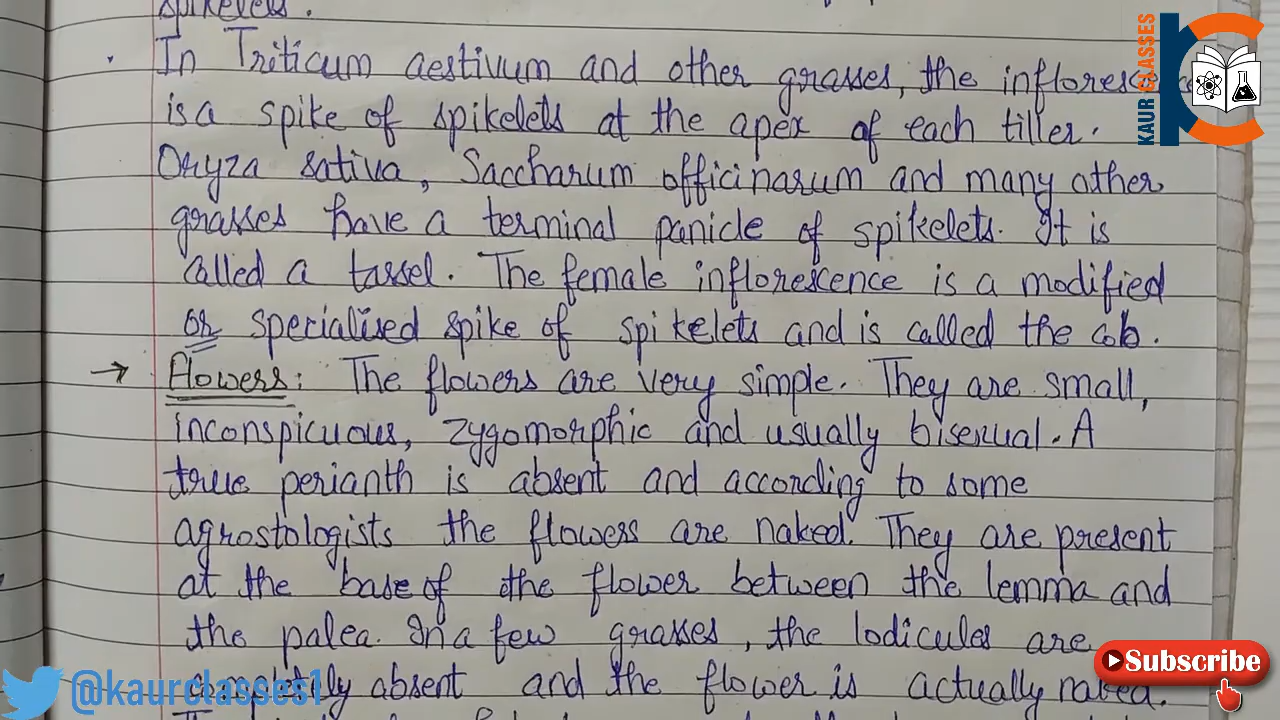 spikelets.
. In Triticum aestivum and other grasses, the inflorescence
is a spike of spikelets at the apex of each tiller.
Oryza sativa, Saccharum officinarum and many other
grasses have a terminal panicle of spikelets. It is
called a tassel. The female inflorescence is a modified
or specialised spike of spikelets and is called the cob.
→ Flowers: The flowers are very simple. They are small,
inconspicuous, zygomorphic and usually bisexual. A
true perianth is absent and according to some
agrostologists the flowers are naked. They are present
at the base of the flower between the lemma and
the palea. In a few grasses, the lodicules are
completely absent and the flower is actually naked.
KAUR CLASSES
Subscribe
@kaurclasses1